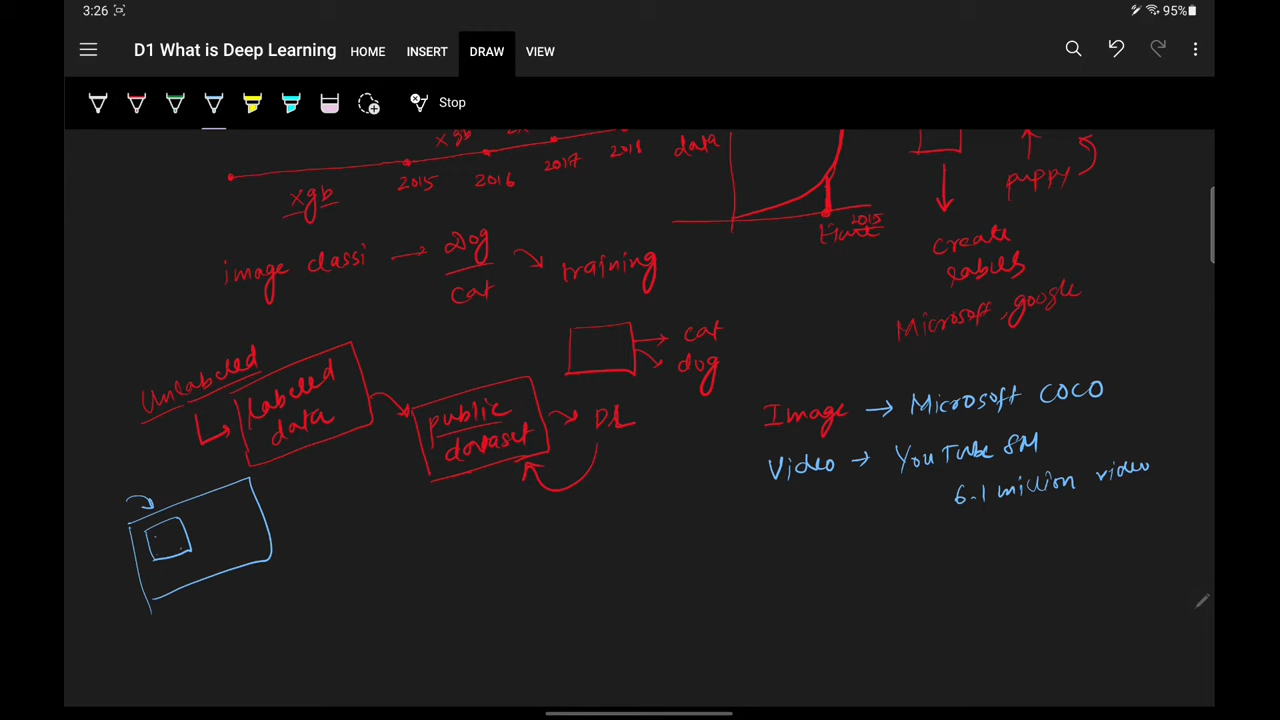 3:26 95%
D1 What is Deep Learning HOME INSERT DRAW VIEW
Stop
xgb
2015 2016 2017 2018
xgb
data
2015
puppy
create
labels
Microsoft, google
image classi → Dog
cat
training
cat
dog
Unlabeled
Labeled
data
public
dataset
DL
Image → Microsoft COCO
Video → YouTube 8M
6.1 million video